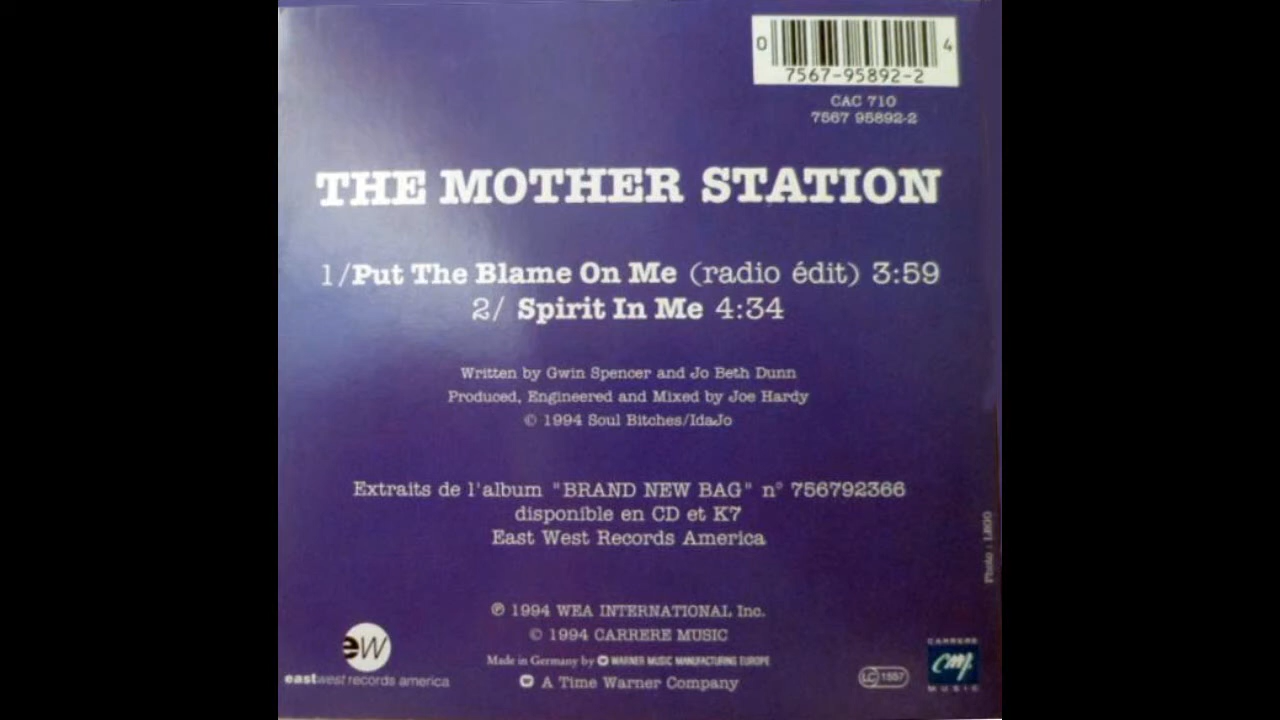 0 4
7567-95892-2
CAC 710
7567 95892-2
THE MOTHER STATION
1/Put The Blame On Me (radio édit) 3:59
2/ Spirit In Me 4:34
Written by Gwin Spencer and Jo Beth Dunn
Produced, Engineered and Mixed by Joe Hardy
© 1994 Soul Bitches/IdaJo
Extraits de l'album "BRAND NEW BAG" n° 756792366
disponible en CD et K7
East West Records America
Photo :
℗ 1994 WEA INTERNATIONAL Inc.
© 1994 CARRERE MUSIC
Made in Germany by WARNER MUSIC MANUFACTURING EUROPE
A Time Warner Company
ew
eastwest records america
LC 1557
CARRERE
cm
MUSIC